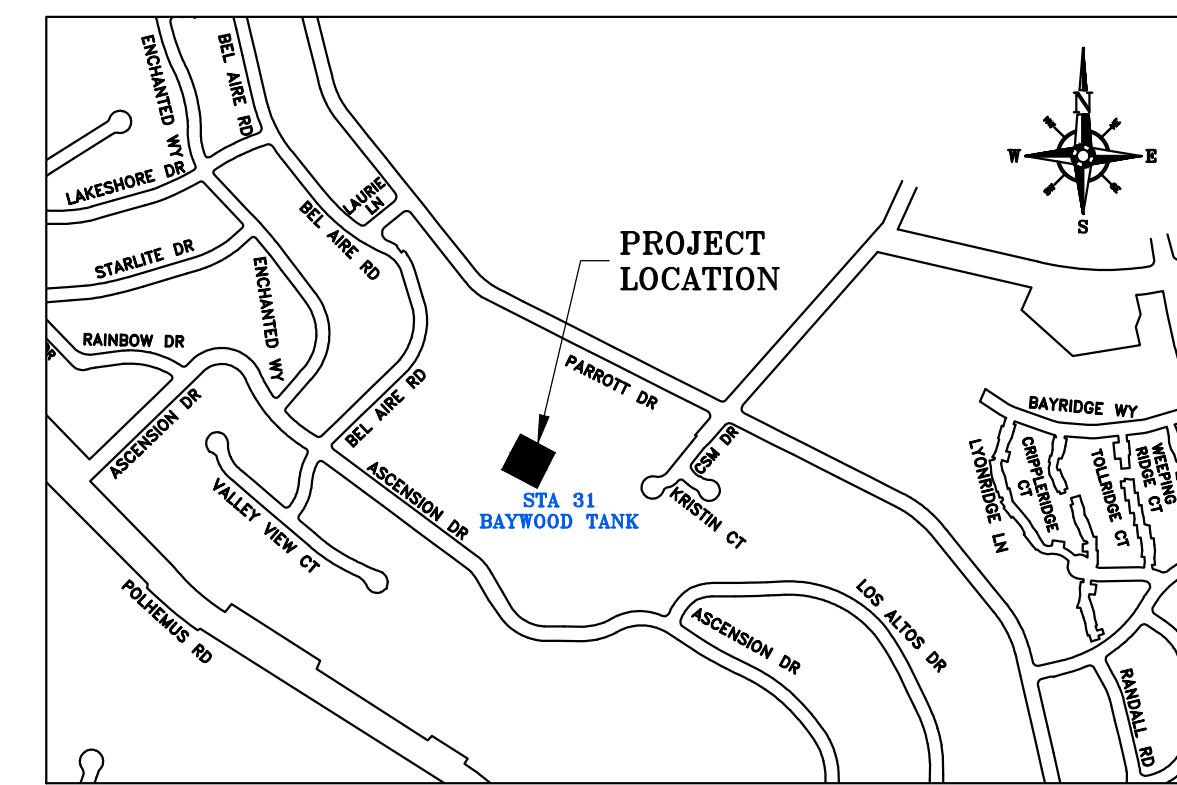 ENCHANTED WY
BEL AIRE RD
N
W
E
S
LAKESHORE DR
LAURIE
LN
BEL AIRE RD
STARLITE DR
ENCHANTED WY
PROJECT
LOCATION
RAINBOW DR
DR
PARROTT DR
BEL AIRE RD
ASCENSION DR
BAYRIDGE WY
CSM DR
LYONRIDGE LN
CRIPPLERIDGE
CT
TOLLRIDGE CT
WEEPING
RIDGE CT
ASCENSION DR
STA 31
BAYWOOD TANK
KRISTIN CT
VALLEY VIEW CT
POLHEMUS RD
LOS ALTOS DR
ASCENSION DR
RANDALL RD